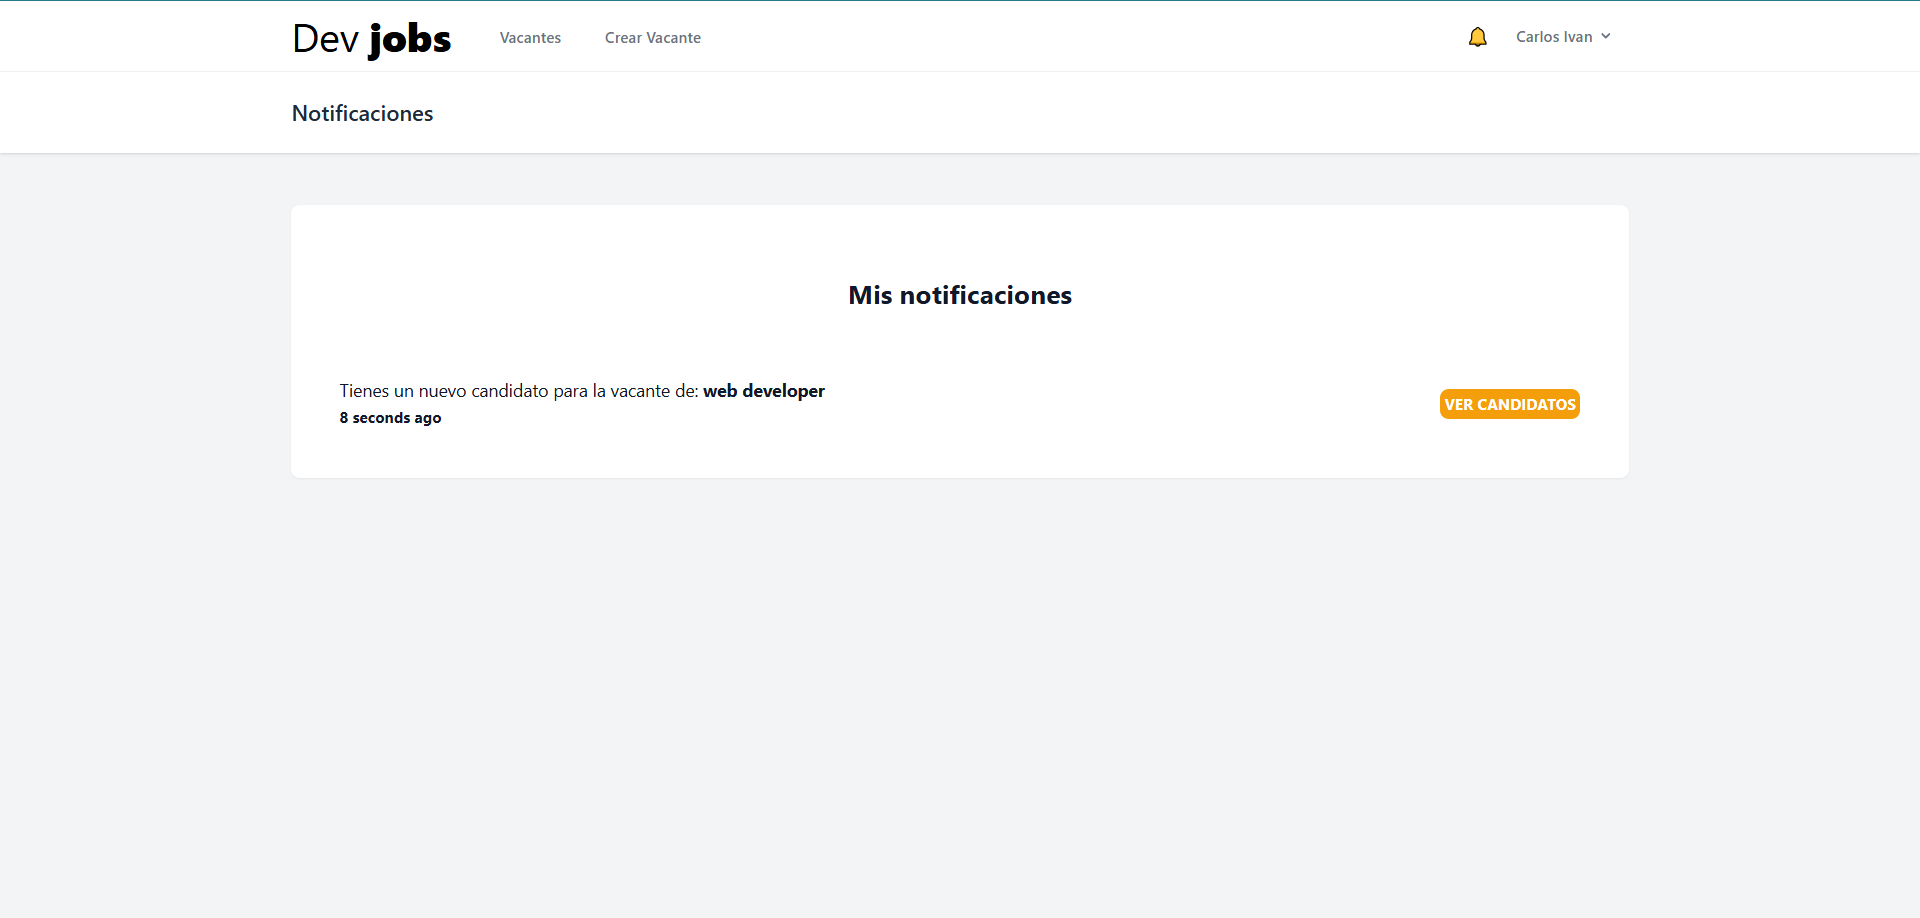 Dev jobs
Vacantes
Crear Vacante
Carlos Ivan
Notificaciones
Mis notificaciones
Tienes un nuevo candidato para la vacante de: web developer
8 seconds ago
VER CANDIDATOS